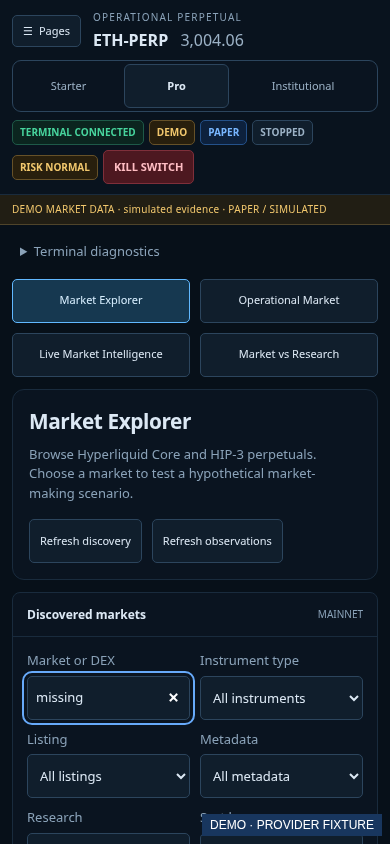 ☰ Pages
OPERATIONAL PERPETUAL
ETH-PERP 3,004.06
Starter
Pro
Institutional
TERMINAL CONNECTED
DEMO
PAPER
STOPPED
RISK NORMAL
KILL SWITCH
DEMO MARKET DATA · simulated evidence · PAPER / SIMULATED
▶ Terminal diagnostics
Market Explorer
Operational Market
Live Market Intelligence
Market vs Research
Market Explorer
Browse Hyperliquid Core and HIP-3 perpetuals.
Choose a market to test a hypothetical market-
making scenario.
Refresh discovery
Refresh observations
Discovered markets
MAINNET
Market or DEX
Instrument type
missing
All instruments
Listing
Metadata
All listings
All metadata
Research
DEMO · PROVIDER FIXTURE